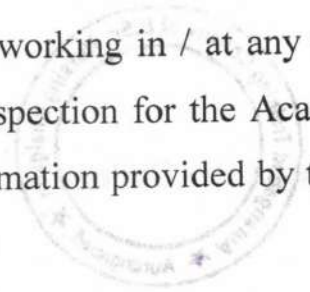 working in / at any
spection for the Aca
mation provided by t